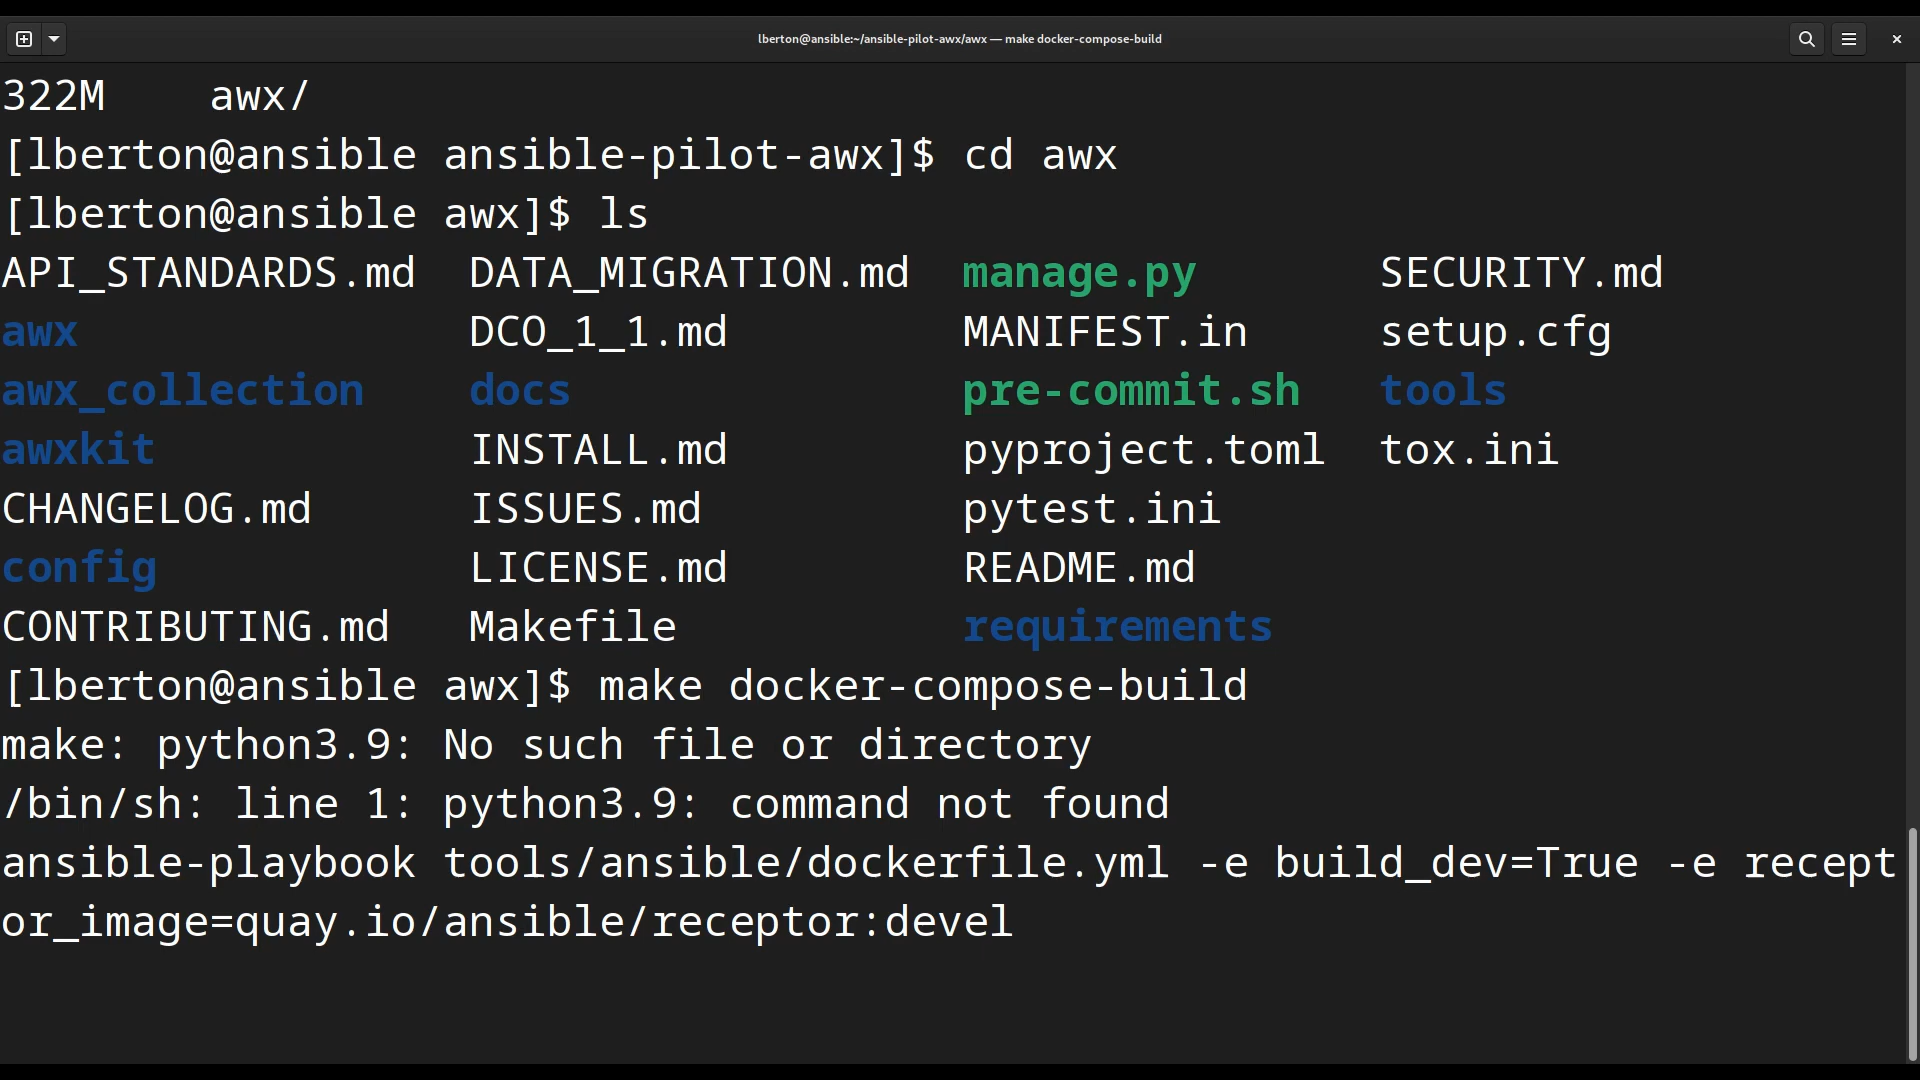 lberton@ansible:~/ansible-pilot-awx/awx — make docker-compose-build
322M    awx/
[lberton@ansible ansible-pilot-awx]$ cd awx
[lberton@ansible awx]$ ls
API_STANDARDS.md  DATA_MIGRATION.md  manage.py       SECURITY.md
awx               DCO_1_1.md         MANIFEST.in     setup.cfg
awx_collection    docs               pre-commit.sh   tools
awxkit            INSTALL.md         pyproject.toml  tox.ini
CHANGELOG.md      ISSUES.md          pytest.ini
config            LICENSE.md         README.md
CONTRIBUTING.md   Makefile           requirements
[lberton@ansible awx]$ make docker-compose-build
make: python3.9: No such file or directory
/bin/sh: line 1: python3.9: command not found
ansible-playbook tools/ansible/dockerfile.yml -e build_dev=True -e recept
or_image=quay.io/ansible/receptor:devel